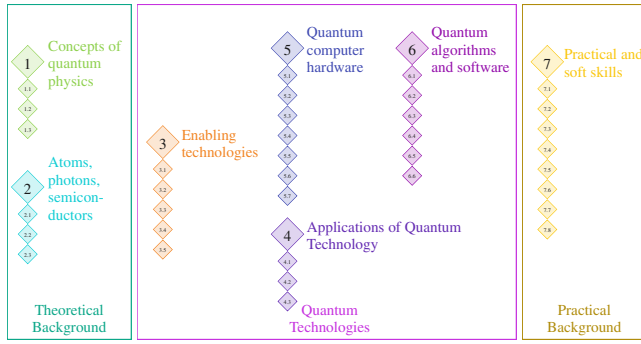 1
Concepts of
quantum
physics
1.1
1.2
1.3
2
Atoms,
photons,
semicon-
ductors
2.1
2.2
2.3
Theoretical
Background
3
Enabling
technologies
3.1
3.2
3.3
3.4
3.5
5
Quantum
computer
hardware
5.1
5.2
5.3
5.4
5.5
5.6
5.7
4
Applications of Quantum
Technology
4.1
4.2
4.3
6
Quantum
algorithms
and software
6.1
6.2
6.3
6.4
6.5
6.6
Quantum
Technologies
7
Practical and
soft skills
7.1
7.2
7.3
7.4
7.5
7.6
7.7
7.8
Practical
Background